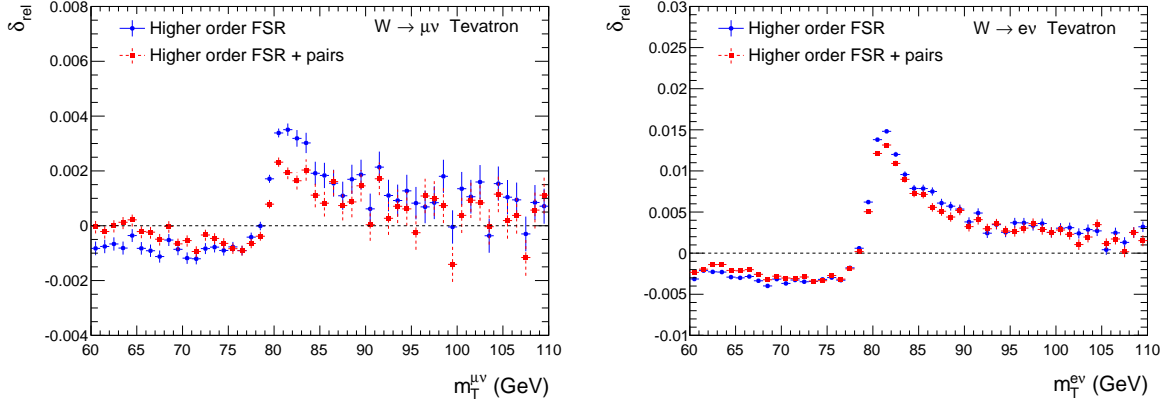 δrel
0.008
0.006
0.004
0.002
0
-0.002
-0.004
W → μν Tevatron
Higher order FSR
Higher order FSR + pairs
60 65 70 75 80 85 90 95 100 105 110
m_T^μν (GeV)
δrel
0.030
0.025
0.020
0.015
0.010
0.005
0
-0.005
-0.01
W → eν Tevatron
Higher order FSR
Higher order FSR + pairs
60 65 70 75 80 85 90 95 100 105 110
m_T^eν (GeV)